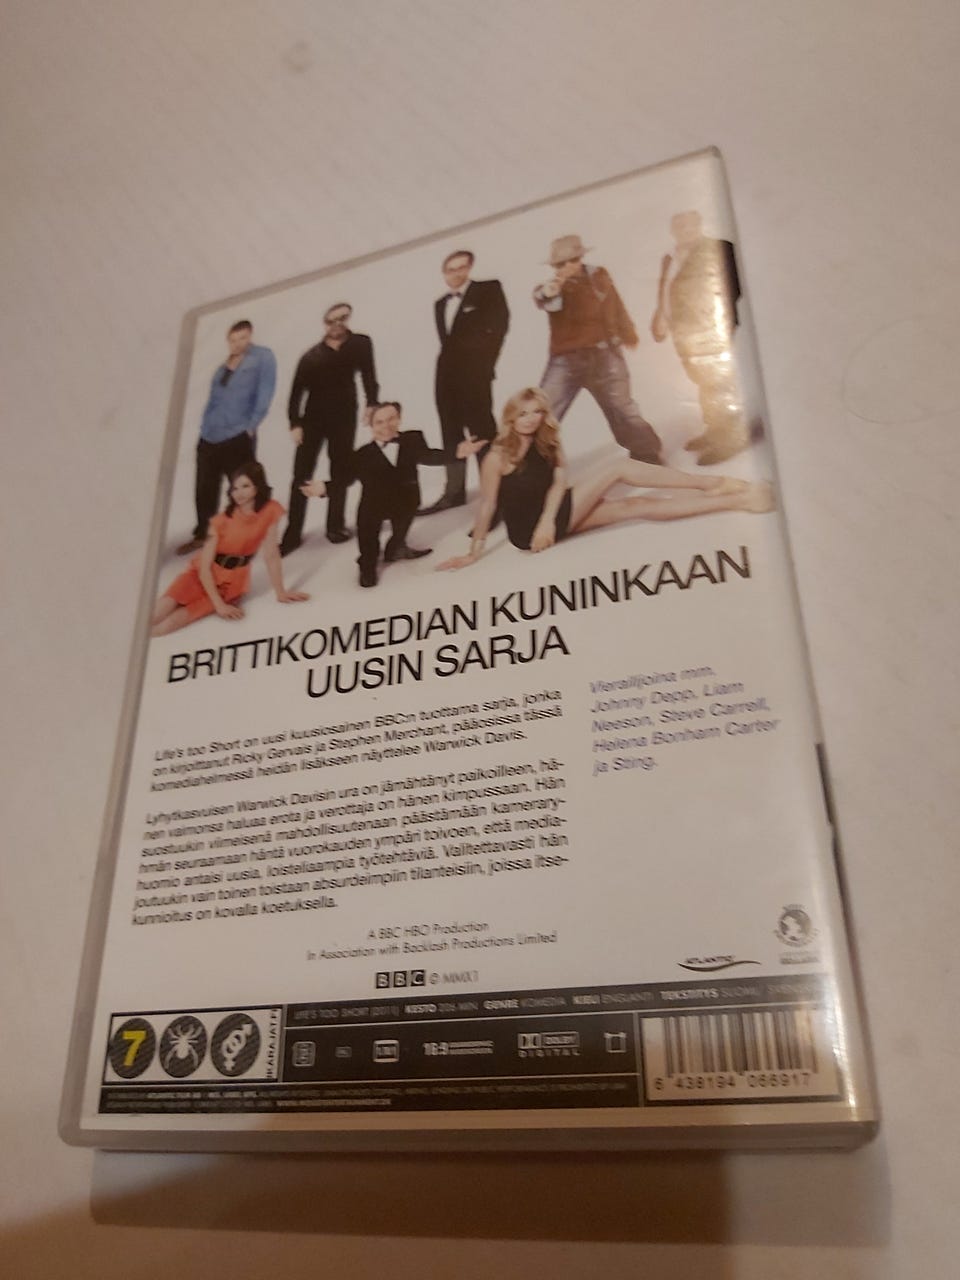 BRITTIKOMEDIAN KUNINKAAN
UUSIN SARJA
Life's too Short on uusi kuusiosainen BBC:n tuottama sarja, jonka
on kirjoittanut Ricky Gervais ja Stephen Merchant, pääosissa tässä
komediahelmessä heidän lisäkseen näyttelee Warwick Davis.
Lyhytkasvuisen Warwick Davisin ura on jämähtänyt paikoilleen, hä-
nen vaimonsa haluaa erota ja verottaja on hänen kimpussaan. Hän
suostuukin viimeisenä mahdollisuutenaan päästämään kamerary-
hmän seuraamaan häntä vuorokauden ympäri toivoen, että media-
huomio antaisi uusia, loisteliaampia työtehtäviä. Valitettavasti hän
joutuukin vain toinen toistaan absurdeimpiin tilanteisiin, joissa itse-
kunnioitus on kovalla koetuksella.
Vierailijoina mm.
Johnny Depp, Liam
Neeson, Steve Carrell,
Helena Bonham Carter
ja Sting.
A BBC HBO Production
In Association with Backlash Productions Limited
BBC © MMXI
ATLANTIC
LIFE'S TOO SHORT (2011) KESTO 206 MIN GENRE KOMEDIA KIELI ENGLANTI TEKSTITYS SUOMI
7
IKARAJAT.FI
16:9
DOLBY
DIGITAL
6 438194 066917